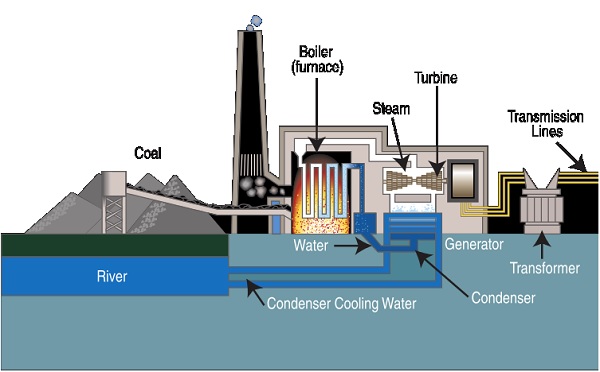 Boiler
(furnace)
Turbine
Steam
Transmission
Lines
Coal
Water
Generator
River
Transformer
Condenser Cooling Water
Condenser